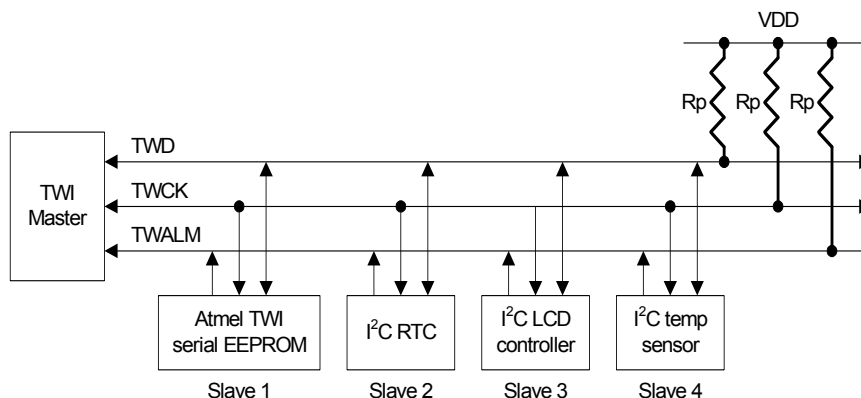 VDD
Rp Rp Rp
TWD
TWI
Master
TWCK
TWALM
Atmel TWI
serial EEPROM
I²C RTC
I²C LCD
controller
I²C temp
sensor
Slave 1 Slave 2 Slave 3 Slave 4